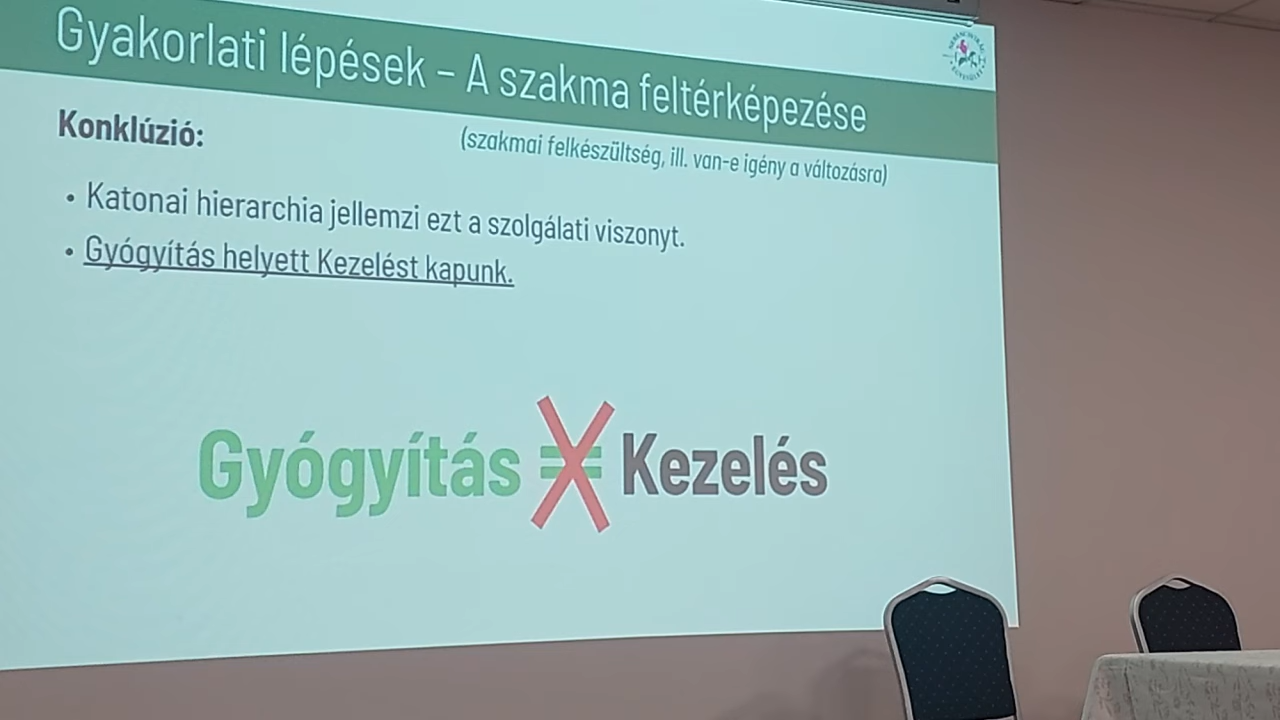 Gyakorlati lépések – A szakma feltérképezése
(szakmai felkészültség, ill. van-e igény a változásra)
Konklúzió:
• Katonai hierarchia jellemzi ezt a szolgálati viszonyt.
• Gyógyítás helyett Kezelést kapunk.
Gyógyítás = Kezelés